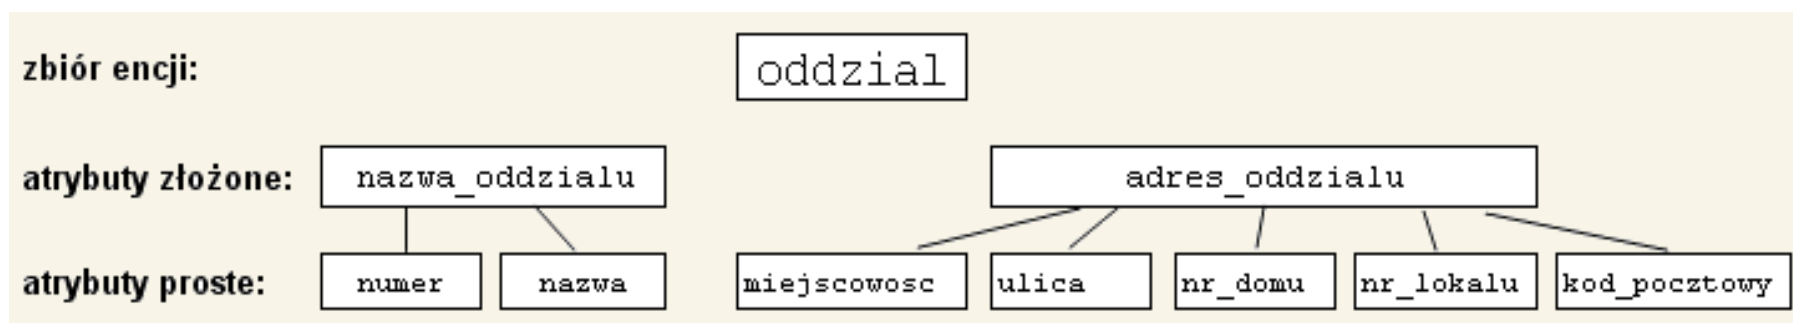 zbiór encji: oddzial
atrybuty złożone: nazwa_oddzialu adres_oddzialu
atrybuty proste: numer nazwa miejscowosc ulica nr_domu nr_lokalu kod_pocztowy